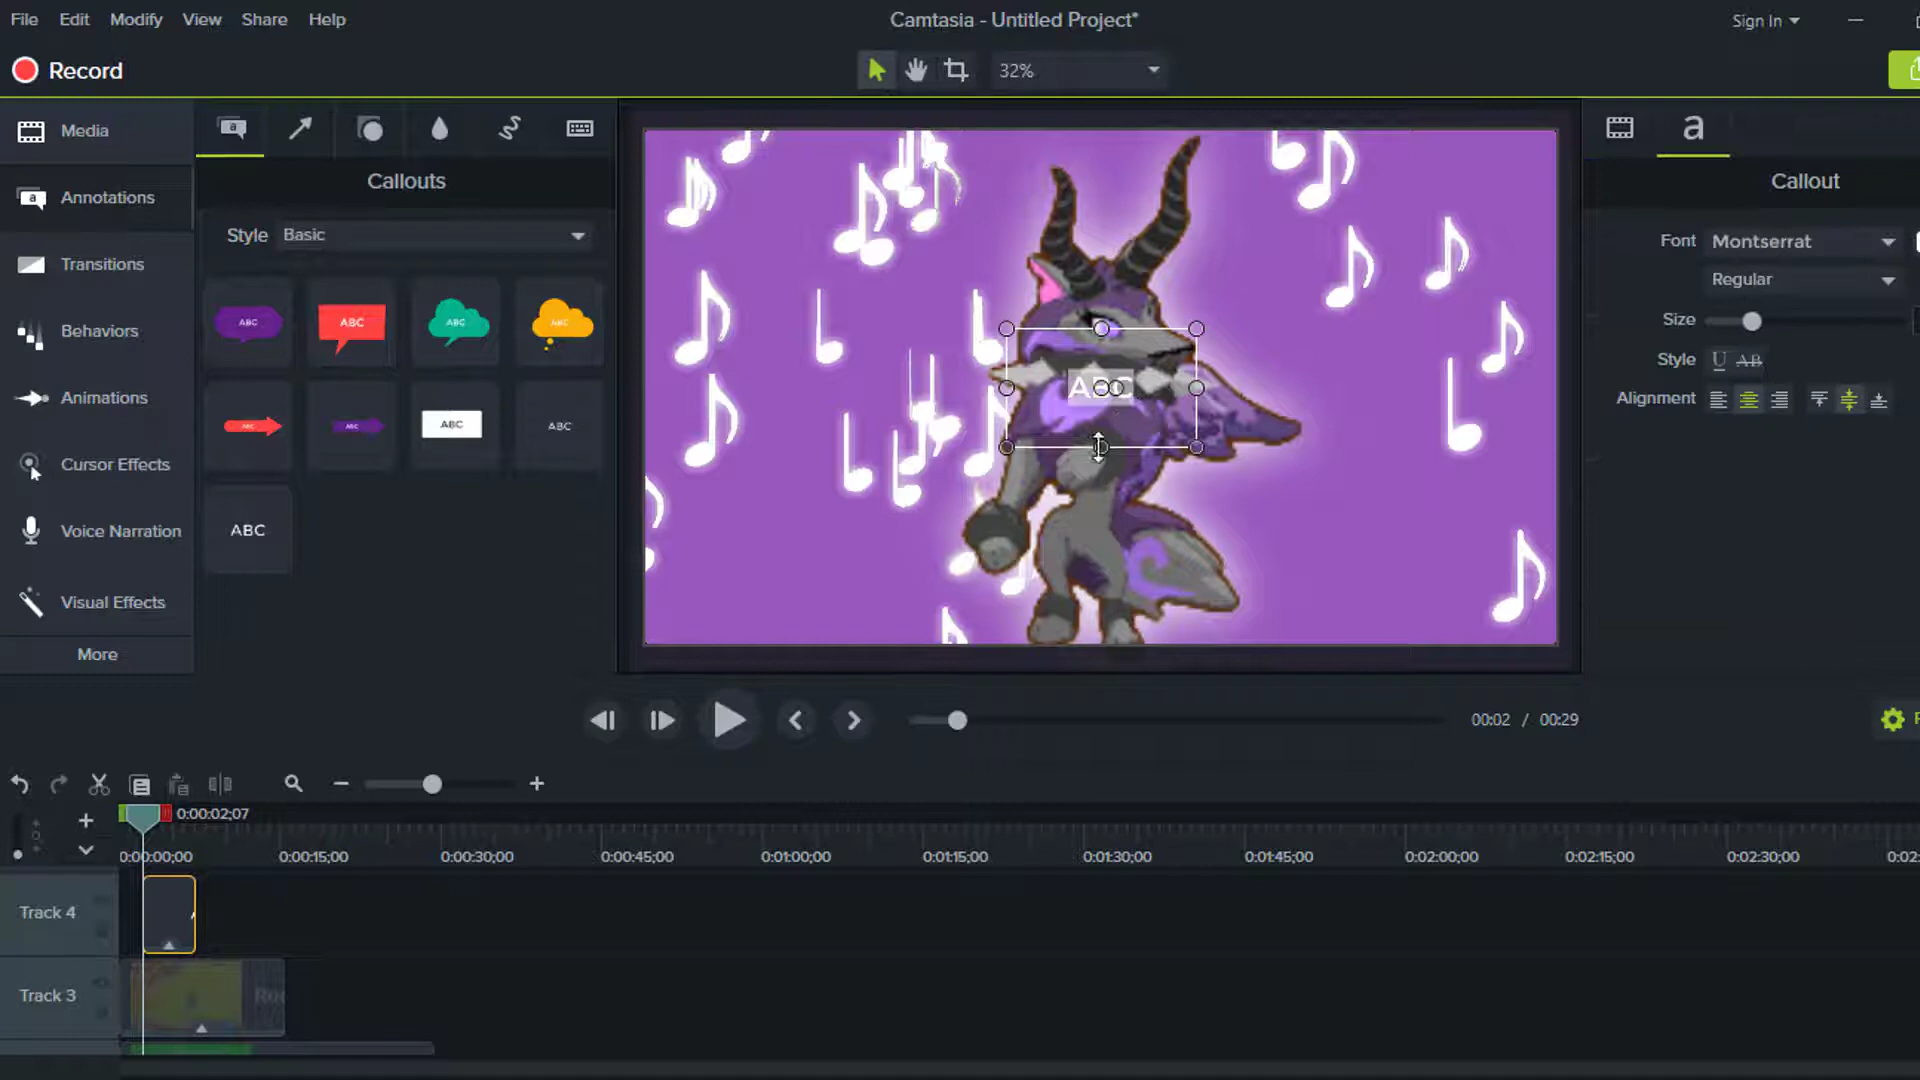 File Edit Modify View Share Help
Camtasia - Untitled Project*
Sign In
Record
32%
Media
Annotations
Transitions
Behaviors
Animations
Cursor Effects
Voice Narration
Visual Effects
More
Callouts
Style Basic
ABC ABC ABC ABC
ABC ABC ABC ABC
ABC
ABC
a
Callout
Font Montserrat
Regular
Size
Style U AB
Alignment
00:02 / 00:29
0:00:02;07
0:00:00;00 0:00:15;00 0:00:30;00 0:00:45;00 0:01:00;00 0:01:15;00 0:01:30;00 0:01:45;00 0:02:00;00 0:02:15;00 0:02:30;00
Track 4
Track 3